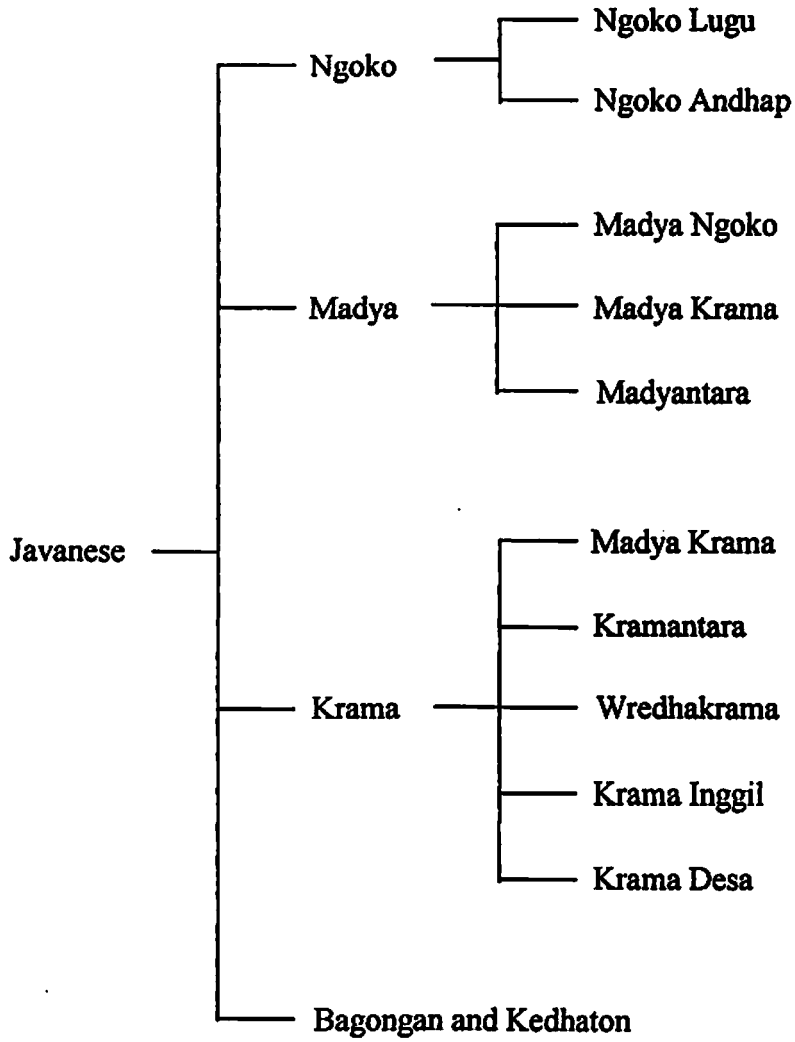 Ngoko Lugu
Ngoko
Ngoko Andhap
Madya Ngoko
Madya
Madya Krama
Madyantara
Javanese
Madya Krama
Kramantara
Krama
Wredhakrama
Krama Inggil
Krama Desa
Bagongan and Kedhaton